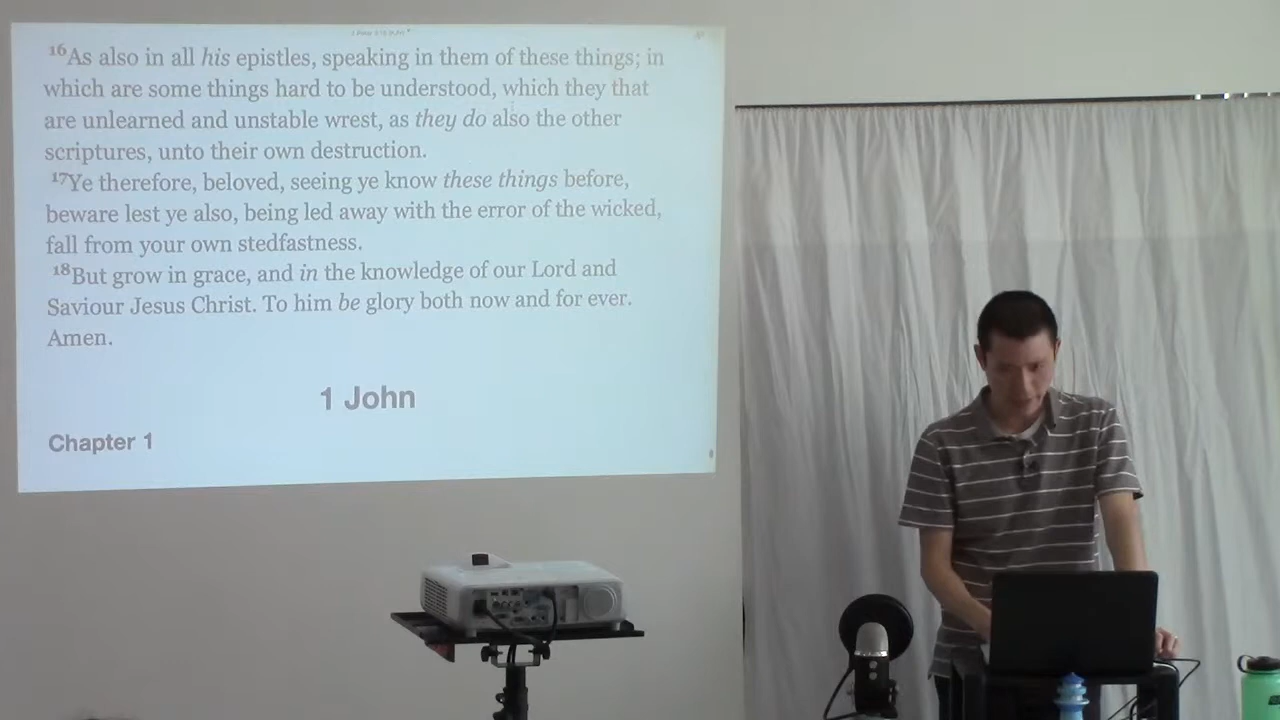 16As also in all his epistles, speaking in them of these things; in
which are some things hard to be understood, which they that
are unlearned and unstable wrest, as they do also the other
scriptures, unto their own destruction.
17Ye therefore, beloved, seeing ye know these things before,
beware lest ye also, being led away with the error of the wicked,
fall from your own stedfastness.
18But grow in grace, and in the knowledge of our Lord and
Saviour Jesus Christ. To him be glory both now and for ever.
Amen.
1 John
Chapter 1